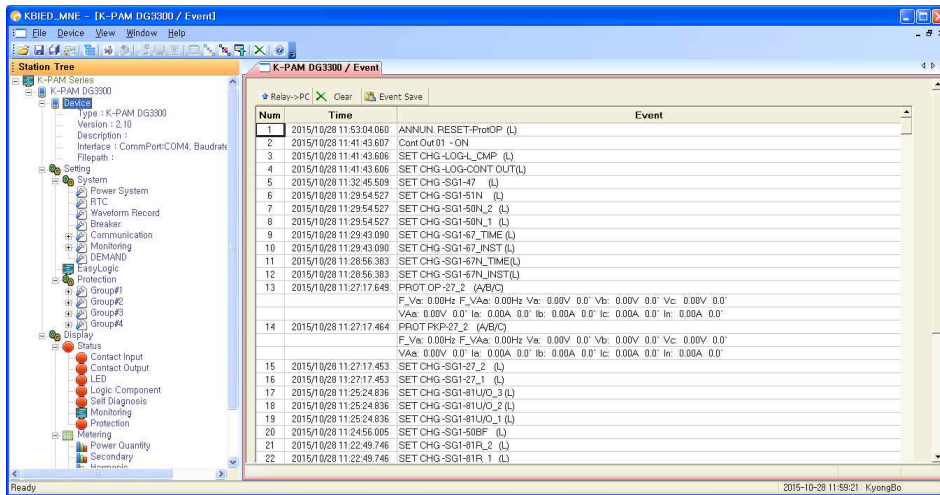 KBIED_MNE - [K-PAM DG3300 / Event]
File Device View Window Help
Station Tree
K-PAM Series
K-PAM DG3300
Device
Type : K-PAM DG3300
Version : 2,10
Description :
Interface : CommPort:COM4, Baudrate
Filepath :
Setting
System
Power System
RTC
Waveform Record
Breaker
Communication
Monitoring
DEMAND
EasyLogic
Protection
Group#1
Group#2
Group#3
Group#4
Display
Status
Contact Input
Contact Output
LED
Logic Component
Self Diagnosis
Monitoring
Protection
Metering
Power Quantity
Secondary
Harmonic
K-PAM DG3300 / Event
Relay->PC Clear Event Save
Num Time Event
1 2015/10/28 11:53:04.060 ANNUN. RESET-ProtOP (L)
2 2015/10/28 11:41:43.607 Cont Out 01 - ON
3 2015/10/28 11:41:43.606 SET CHG -LOG-L_CMP (L)
4 2015/10/28 11:41:43.606 SET CHG -LOG-CONT OUT(L)
5 2015/10/28 11:32:45.509 SET CHG -SG1-47 (L)
6 2015/10/28 11:29:54.527 SET CHG -SG1-51N (L)
7 2015/10/28 11:29:54.527 SET CHG -SG1-50N_2 (L)
8 2015/10/28 11:29:54.527 SET CHG -SG1-50N_1 (L)
9 2015/10/28 11:29:43.090 SET CHG -SG1-67_TIME (L)
10 2015/10/28 11:29:43.090 SET CHG -SG1-67_INST (L)
11 2015/10/28 11:28:56.383 SET CHG -SG1-67N_TIME(L)
12 2015/10/28 11:28:56.383 SET CHG -SG1-67N_INST(L)
13 2015/10/28 11:27:17.649 PROT OP -27_2 (A/B/C)
F_Va: 0.00Hz F_VAa: 0.00Hz Va: 0.00V 0.0˚ Vb: 0.00V 0.0˚ Vc: 0.00V 0.0˚
VAa: 0.00V 0.0˚ Ia: 0.00A 0.0˚ Ib: 0.00A 0.0˚ Ic: 0.00A 0.0˚ In: 0.00A 0.0˚
14 2015/10/28 11:27:17.464 PROT PKP-27_2 (A/B/C)
F_Va: 0.00Hz F_VAa: 0.00Hz Va: 0.00V 0.0˚ Vb: 0.00V 0.0˚ Vc: 0.00V 0.0˚
VAa: 0.00V 0.0˚ Ia: 0.00A 0.0˚ Ib: 0.00A 0.0˚ Ic: 0.00A 0.0˚ In: 0.00A 0.0˚
15 2015/10/28 11:27:17.453 SET CHG -SG1-27_2 (L)
16 2015/10/28 11:27:17.453 SET CHG -SG1-27_1 (L)
17 2015/10/28 11:25:24.836 SET CHG -SG1-81U/O_3 (L)
18 2015/10/28 11:25:24.836 SET CHG -SG1-81U/O_2 (L)
19 2015/10/28 11:25:24.836 SET CHG -SG1-81U/O_1 (L)
20 2015/10/28 11:24:56.005 SET CHG -SG1-50BF (L)
21 2015/10/28 11:22:49.746 SET CHG -SG1-81R_2 (L)
22 2015/10/28 11:22:49.746 SET CHG -SG1-81R_1 (L)
Ready 2015-10-28 11:59:21 KyongBo